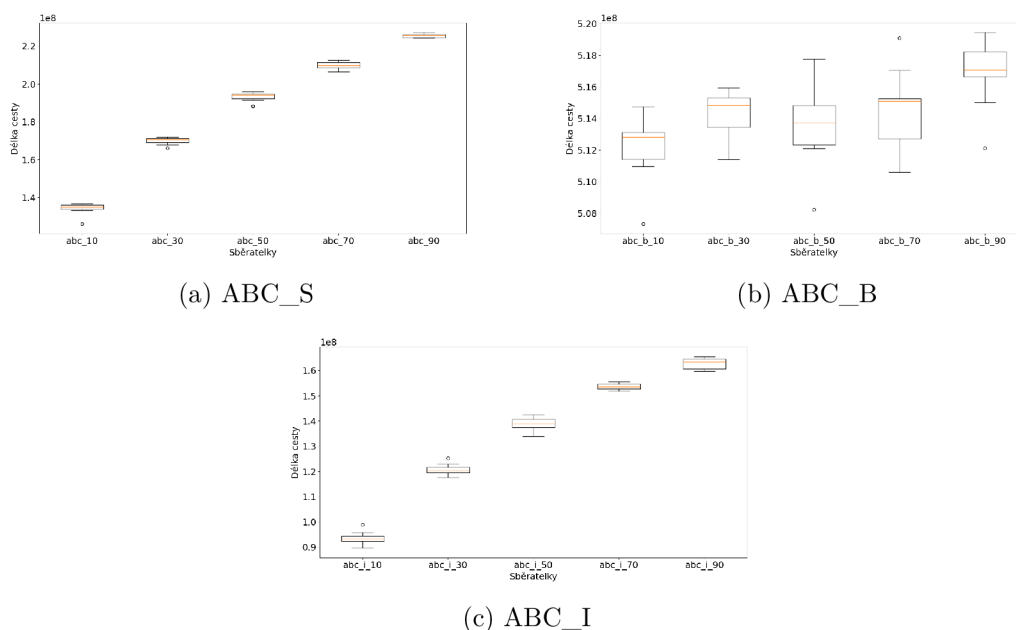 1e8
2.2
2.0
1.8
1.6
1.4
Délka cesty
abc_10 abc_30 abc_50 abc_70 abc_90
Sběratelky
(a) ABC_S
1e8
5.20
5.18
5.16
5.14
5.12
5.10
5.08
Délka cesty
abc_b_10 abc_b_30 abc_b_50 abc_b_70 abc_b_90
Sběratelky
(b) ABC_B
1e8
1.6
1.5
1.4
1.3
1.2
1.1
1.0
0.9
Délka cesty
abc_i_10 abc_i_30 abc_i_50 abc_i_70 abc_i_90
Sběratelky
(c) ABC_I